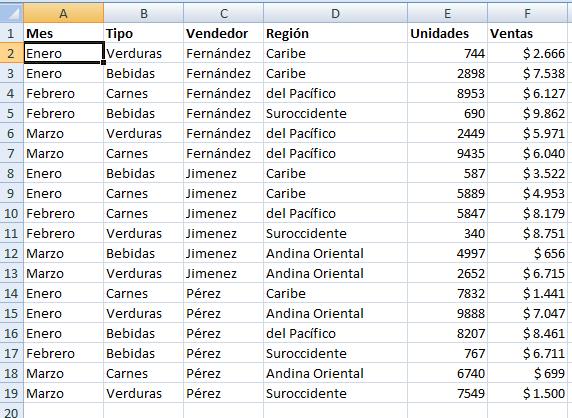 A B C D E F
1 Mes Tipo Vendedor Región Unidades Ventas
2 Enero Verduras Fernández Caribe 744 $ 2.666
3 Enero Bebidas Fernández Caribe 2898 $ 7.538
4 Febrero Carnes Fernández del Pacífico 8953 $ 6.127
5 Febrero Bebidas Fernández Suroccidente 690 $ 9.862
6 Marzo Verduras Fernández del Pacífico 2449 $ 5.971
7 Marzo Carnes Fernández del Pacífico 9435 $ 6.040
8 Enero Bebidas Jimenez Caribe 587 $ 3.522
9 Enero Carnes Jimenez Caribe 5889 $ 4.953
10 Febrero Carnes Jimenez del Pacífico 5847 $ 8.179
11 Febrero Verduras Jimenez Suroccidente 340 $ 8.751
12 Marzo Bebidas Jimenez Andina Oriental 4997 $ 656
13 Marzo Verduras Jimenez Andina Oriental 2652 $ 6.715
14 Enero Carnes Pérez Caribe 7832 $ 1.441
15 Enero Verduras Pérez Andina Oriental 9888 $ 7.047
16 Enero Bebidas Pérez del Pacífico 8207 $ 8.461
17 Febrero Bebidas Pérez Suroccidente 767 $ 6.711
18 Marzo Carnes Pérez Andina Oriental 6740 $ 699
19 Marzo Verduras Pérez Suroccidente 7549 $ 1.500
20